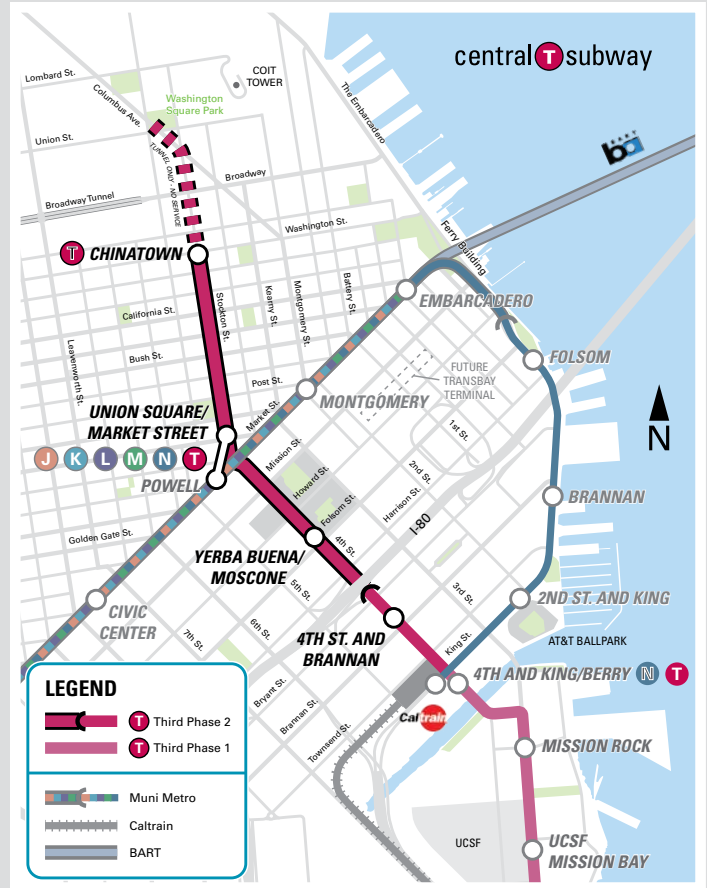 central T subway
Lombard St.
COIT
TOWER
Columbus Ave.
Washington
Square Park
The Embarcadero
Union St.
TUNNEL ONLY - NO SERVICE
Broadway
ba
BART
Broadway Tunnel
Washington St.
Ferry Building
T CHINATOWN
Stockton St.
Kearny St.
Montgomery St.
Battery St.
EMBARCADERO
California St.
Leavenworth St.
Bush St.
FOLSOM
Post St.
FUTURE
TRANSBAY
TERMINAL
MONTGOMERY
Market St.
UNION SQUARE/
MARKET STREET
N
1st St.
Mission St.
J K L M N T
POWELL
2nd St.
Howard St.
Harrison St.
BRANNAN
Folsom St.
I-80
Golden Gate St.
4th St.
YERBA BUENA/
MOSCONE
5th St.
3rd St.
2ND ST. AND KING
CIVIC
CENTER
6th St.
7th St.
4TH ST. AND
BRANNAN
King St.
AT&T BALLPARK
4TH AND KING/BERRY N T
Bryant St.
Brannan St.
Caltrain
Townsend St.
MISSION ROCK
UCSF
UCSF
MISSION BAY
LEGEND
T Third Phase 2
T Third Phase 1
Muni Metro
Caltrain
BART